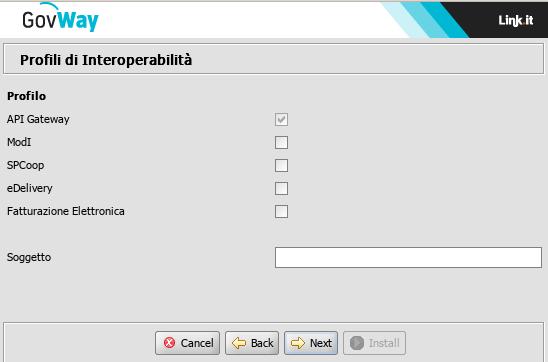 GovWay
Link.it
Profili di Interoperabilità
Profilo
API Gateway
ModI
SPCoop
eDelivery
Fatturazione Elettronica
Soggetto
Cancel
Back
Next
Install